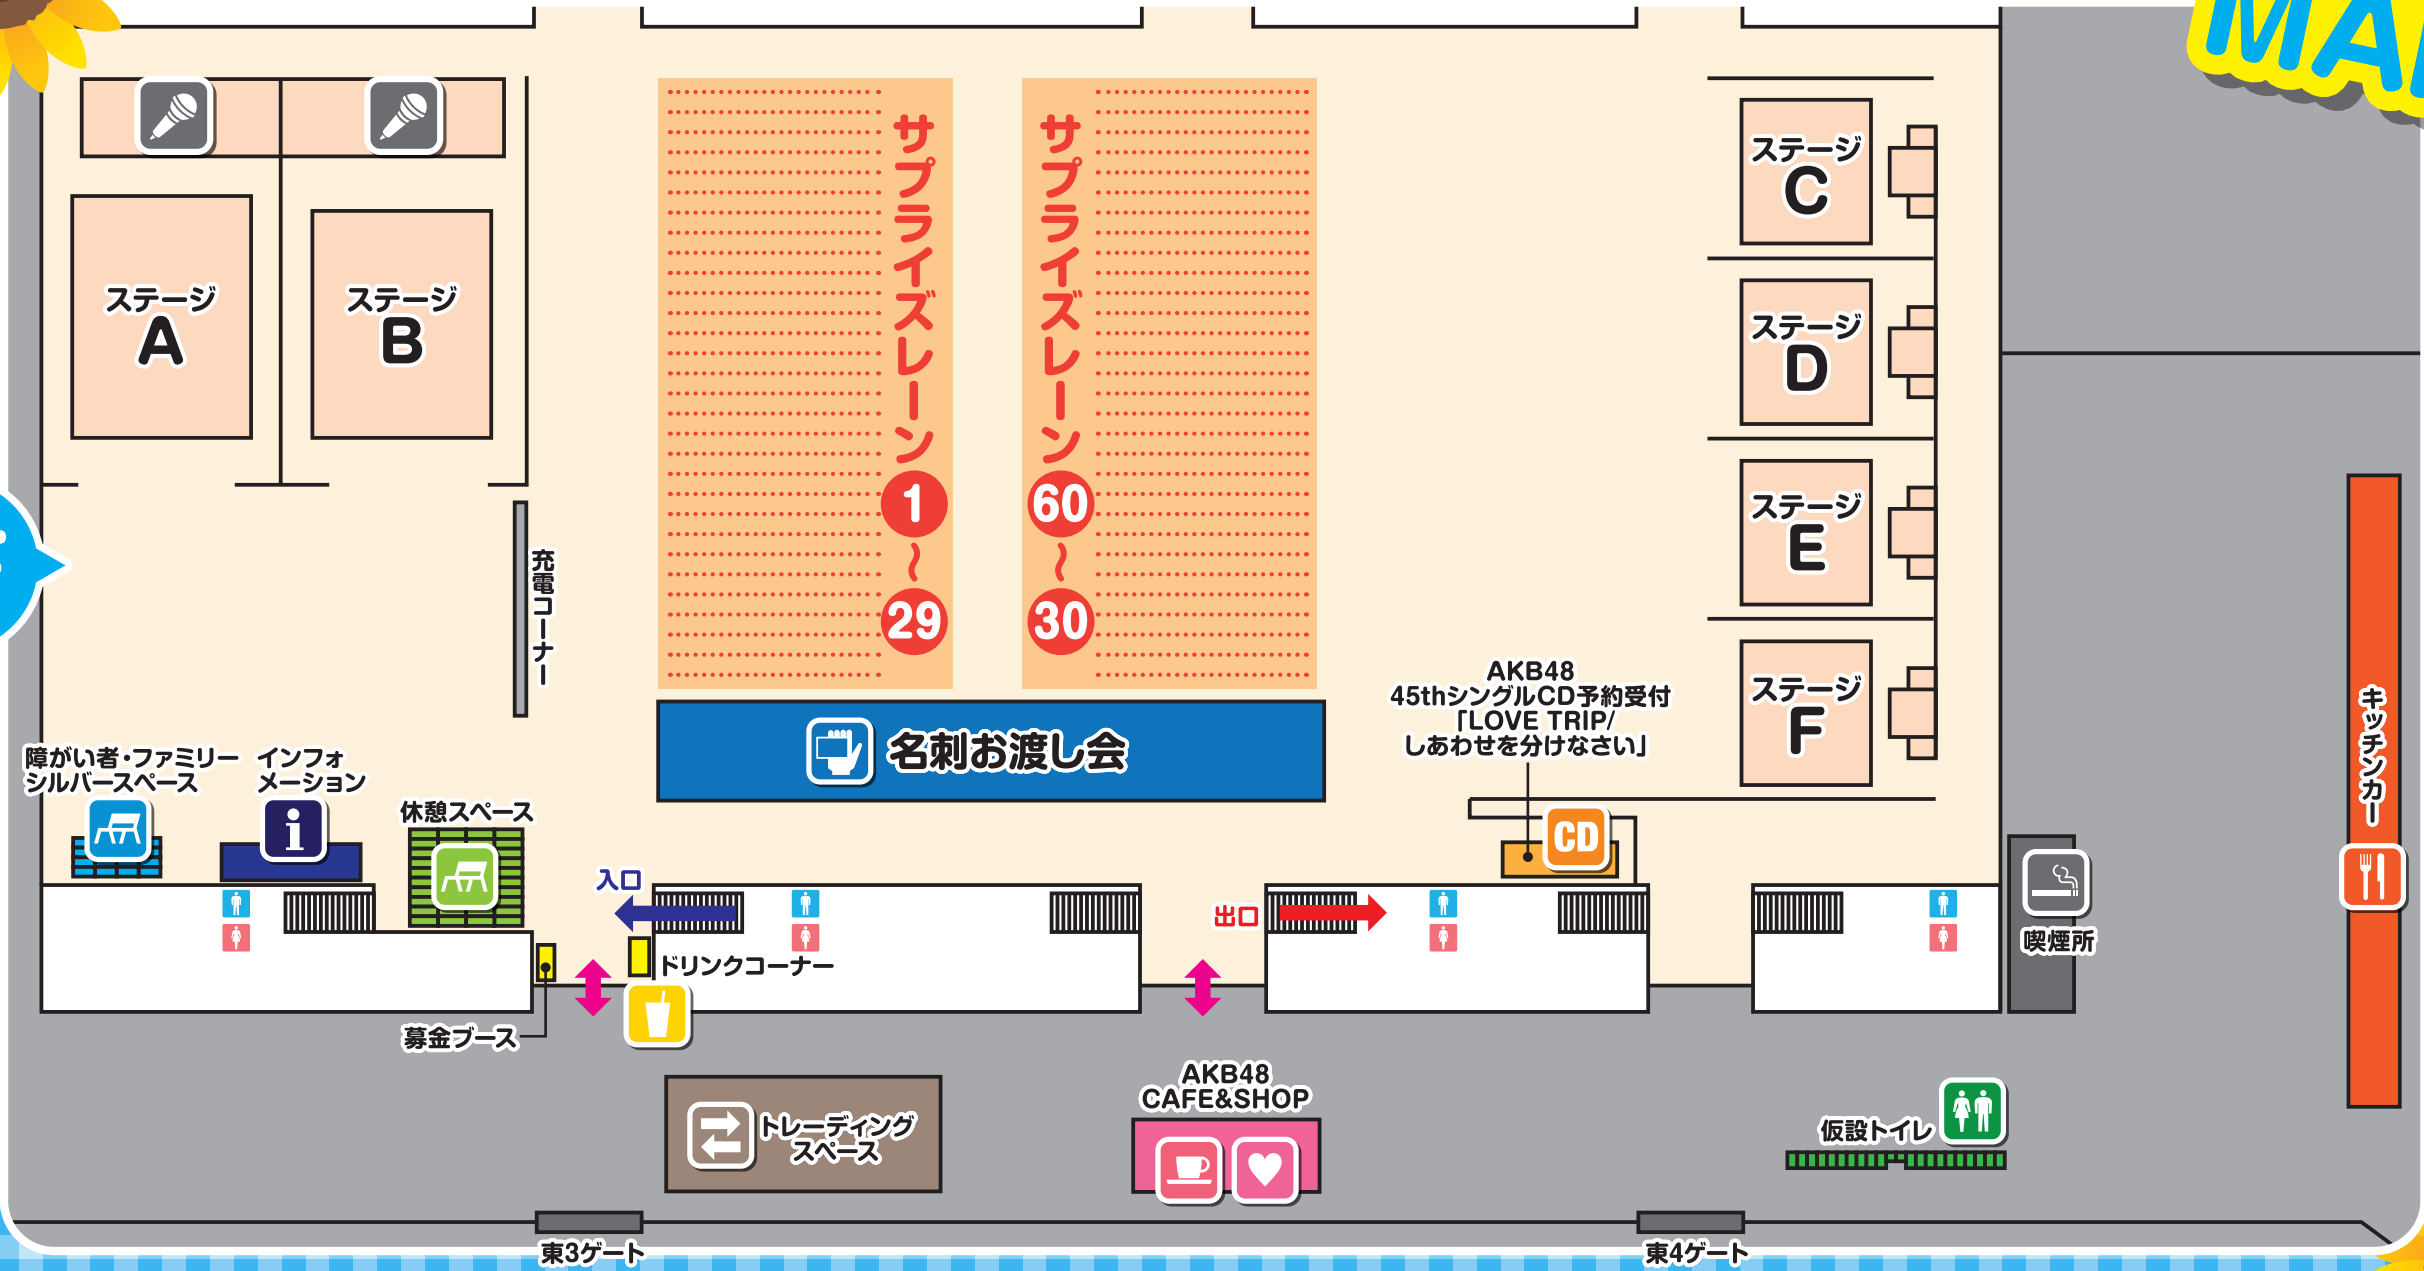 ステージ
A
ステージ
B
サプライズレーン
1
〜
29
サプライズレーン
60
〜
30
ステージ
C
ステージ
D
ステージ
E
ステージ
F
充電コーナー
キッチンカー
AKB48
45thシングルCD予約受付
「LOVE TRIP/
しあわせを分けなさい」
CD
名刺お渡し会
障がい者・ファミリー
シルバースペース
インフォ
メーション
i
休憩スペース
入口
出口
ドリンクコーナー
喫煙所
募金ブース
トレーディング
スペース
AKB48
CAFE&SHOP
仮設トイレ
東3ゲート
東4ゲート